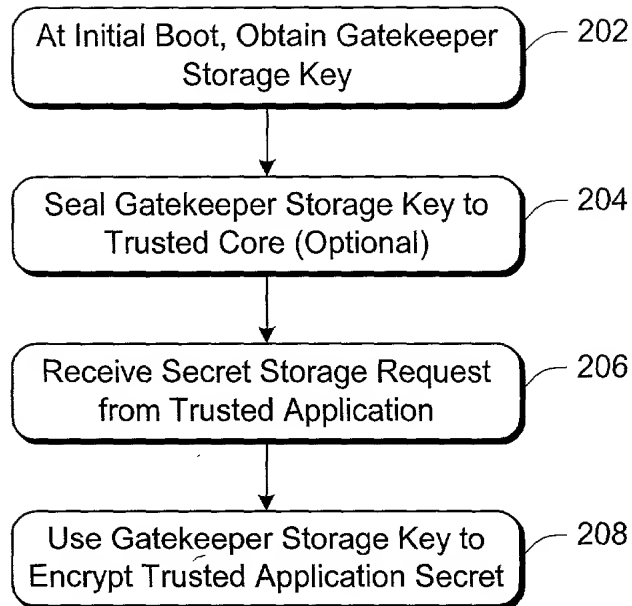 At Initial Boot, Obtain Gatekeeper
Storage Key
202
Seal Gatekeeper Storage Key to
Trusted Core (Optional)
204
Receive Secret Storage Request
from Trusted Application
206
Use Gatekeeper Storage Key to
Encrypt Trusted Application Secret
208